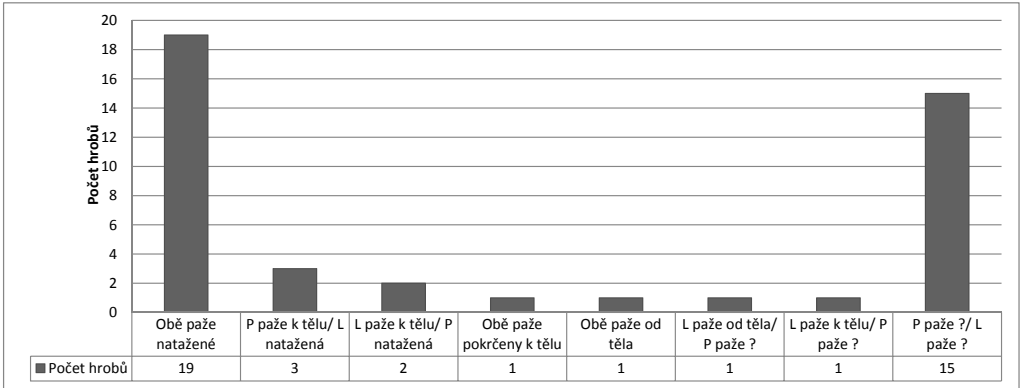 20
18
16
14
12
10
8
6
4
2
0
Počet hrobů
Obě paže natažené
P paže k tělu/ L natažená
L paže k tělu/ P natažená
Obě paže pokrčeny k tělu
Obě paže od těla
L paže od těla/ P paže ?
L paže k tělu/ P paže ?
P paže ?/ L paže ?
Počet hrobů 19 3 2 1 1 1 1 15